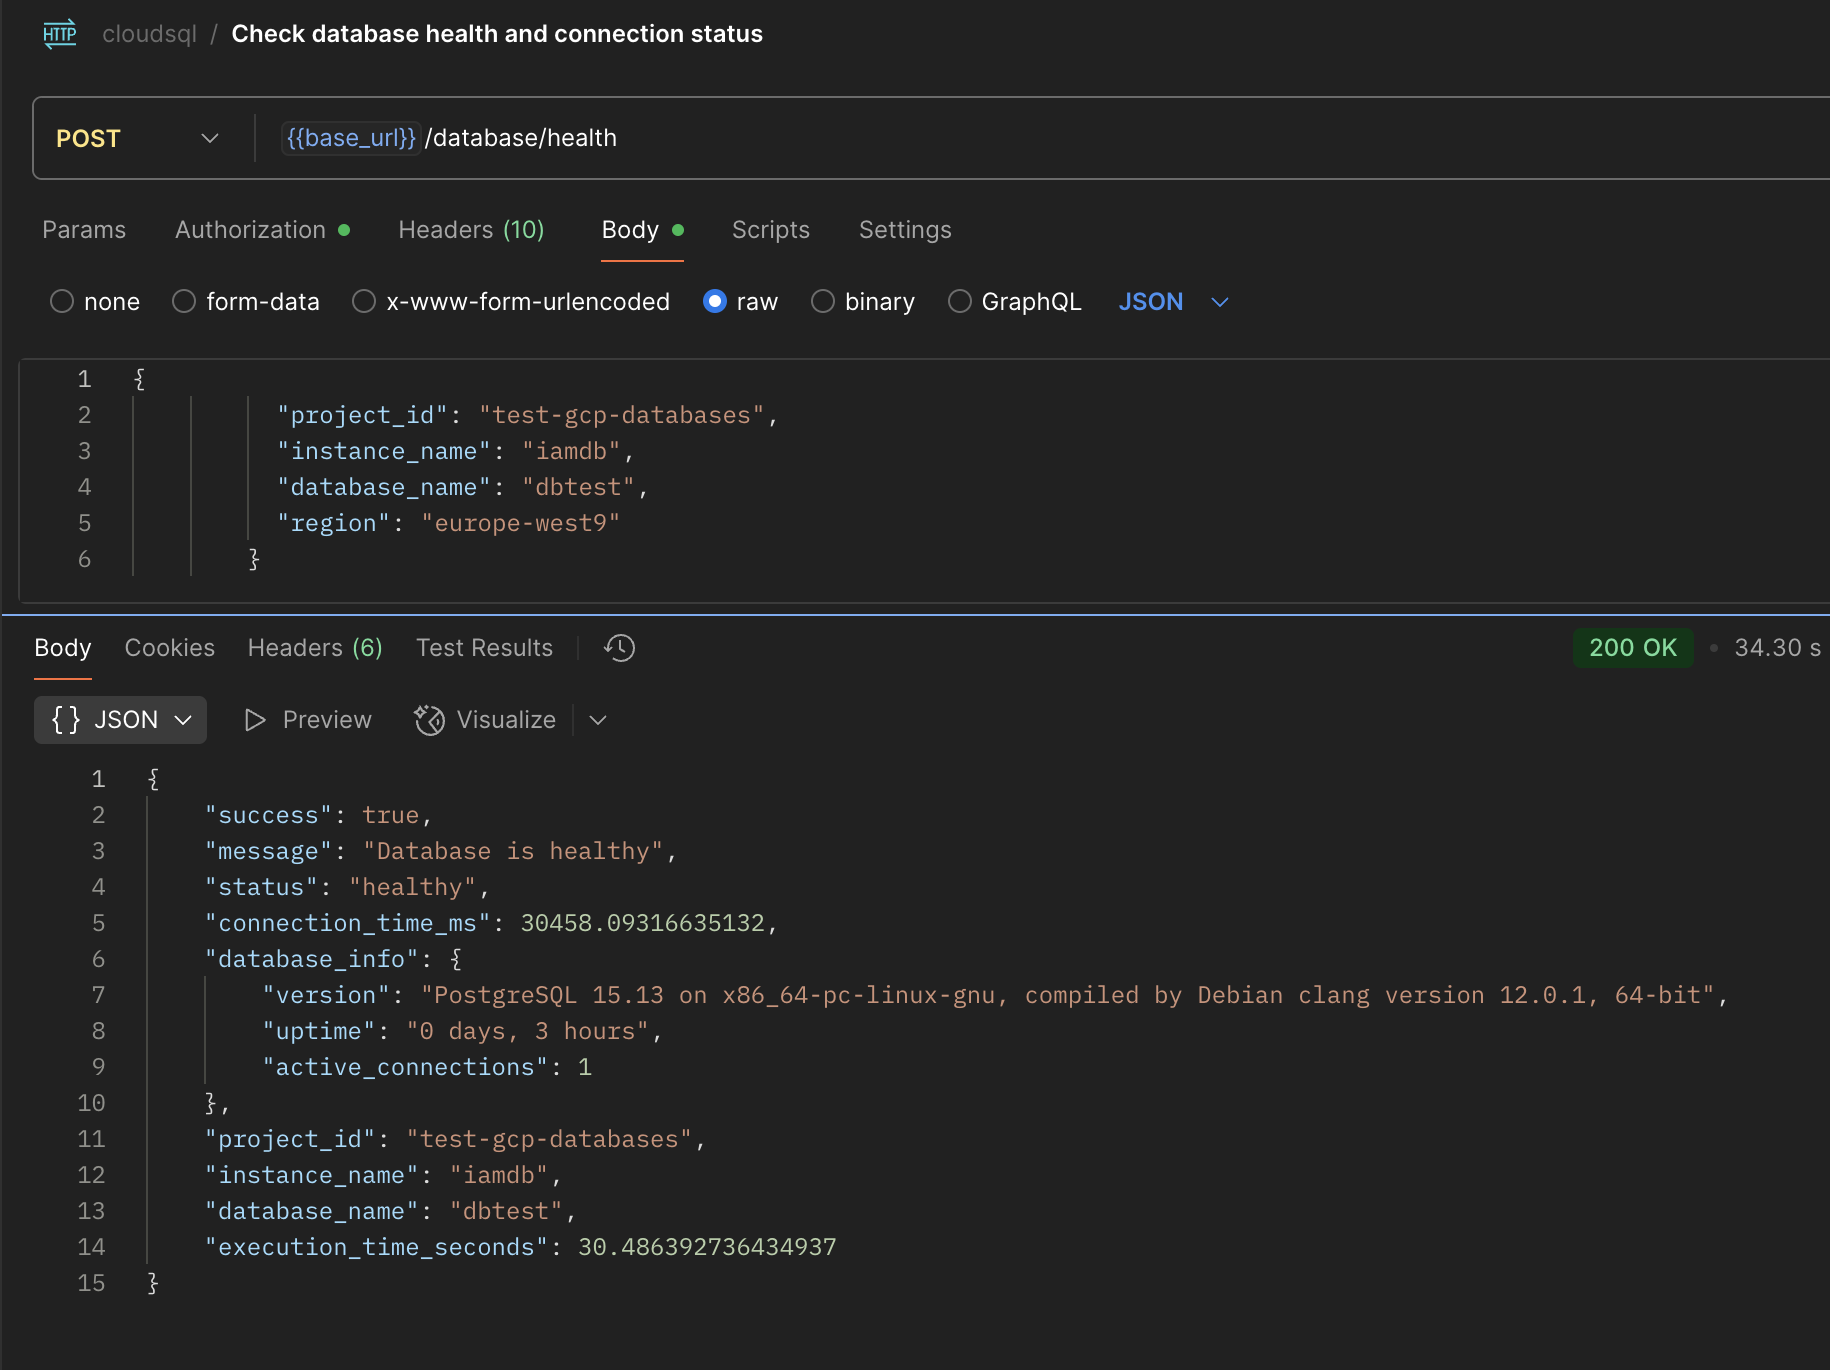 HTTP cloudsql / Check database health and connection status
POST {{base_url}}/database/health
Params Authorization Headers (10) Body Scripts Settings
none form-data x-www-form-urlencoded raw binary GraphQL JSON
1 {
2 "project_id": "test-gcp-databases",
3 "instance_name": "iamdb",
4 "database_name": "dbtest",
5 "region": "europe-west9"
6 }
Body Cookies Headers (6) Test Results 200 OK • 34.30 s
{} JSON Preview Visualize
1 {
2 "success": true,
3 "message": "Database is healthy",
4 "status": "healthy",
5 "connection_time_ms": 30458.09316635132,
6 "database_info": {
7 "version": "PostgreSQL 15.13 on x86_64-pc-linux-gnu, compiled by Debian clang version 12.0.1, 64-bit",
8 "uptime": "0 days, 3 hours",
9 "active_connections": 1
10 },
11 "project_id": "test-gcp-databases",
12 "instance_name": "iamdb",
13 "database_name": "dbtest",
14 "execution_time_seconds": 30.486392736434937
15 }